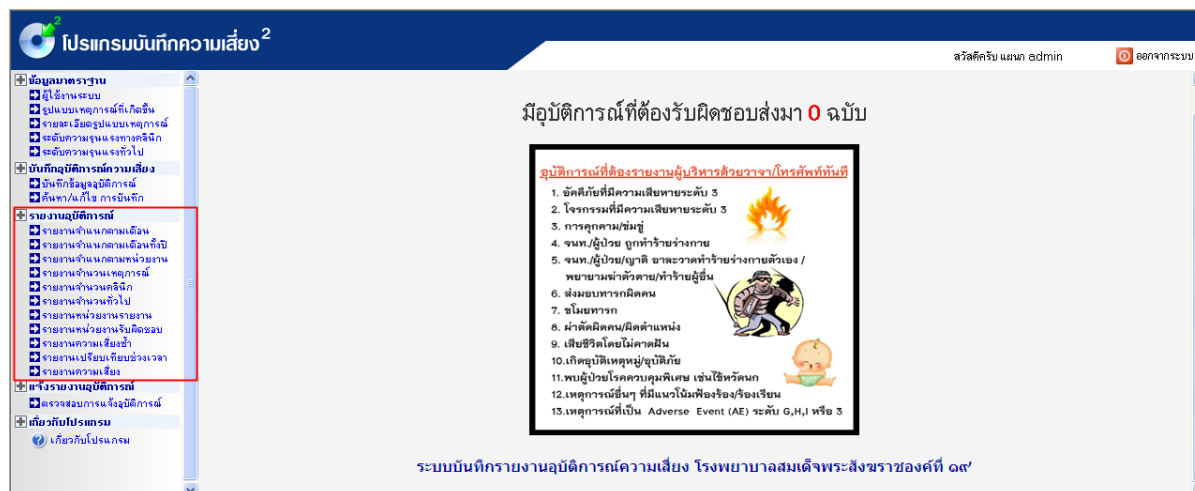 2
โปรแกรมบันทึกความเสี่ยง2
สวัสดีครับ แผนก admin
ออกจากระบบ
ข้อมูลมาตราฐาน
ผู้ใช้งานระบบ
รูปแบบเหตุการณ์ที่เกิดขึ้น
รายละเอียดรูปแบบเหตุการณ์
ระดับความรุนแรงทางคลินิก
ระดับความรุนแรงทั่วไป
บันทึกอุบัติการณ์ความเสี่ยง
บันทึกข้อมูลอุบัติการณ์
ค้นหา/แก้ไข การบันทึก
รายงานอุบัติการณ์
รายงานจำแนกตามเดือน
รายงานจำแนกตามเดือนทั้งปี
รายงานจำแนกตามหน่วยงาน
รายงานจำนวนเหตุการณ์
รายงานจำนวนคลินิก
รายงานจำนวนทั่วไป
รายงานหน่วยงานรายงาน
รายงานหน่วยงานรับผิดชอบ
รายงานความเสี่ยงซ้ำ
รายงานเปรียบเทียบช่วงเวลา
รายงานความเสี่ยง
แจ้งรายงานอุบัติการณ์
ตรวจสอบการแจ้งอุบัติการณ์
เกี่ยวกับโปรแกรม
เกี่ยวกับโปรแกรม
มีอุบัติการณ์ที่ต้องรับผิดชอบส่งมา 0 ฉบับ
อุบัติการณ์ที่ต้องรายงานผู้บริหารด้วยวาจา/โทรศัพท์ทันที
1. อัคคีภัยที่มีความเสียหายระดับ 3
2. โจรกรรมที่มีความเสียหายระดับ 3
3. การคุกคาม/ข่มขู่
4. จนท./ผู้ป่วย ถูกทำร้ายร่างกาย
5. จนท./ผู้ป่วย/ญาติ อาละวาดทำร้ายร่างกายตัวเอง /
พยายามฆ่าตัวตาย/ทำร้ายผู้อื่น
6. ส่งมอบทารกผิดคน
7. ขโมยทารก
8. ผ่าตัดผิดคน/ผิดตำแหน่ง
9. เสียชีวิตโดยไม่คาดฝัน
10.เกิดอุบัติเหตุหมู่/อุบัติภัย
11.พบผู้ป่วยโรคควบคุมพิเศษ เช่นไข้หวัดนก
12.เหตุการณ์อื่นๆ ที่มีแนวโน้มฟ้องร้อง/ร้องเรียน
13.เหตุการณ์ที่เป็น Adverse Event (AE) ระดับ G,H,I หรือ 3
ระบบบันทึกรายงานอุบัติการณ์ความเสี่ยง โรงพยาบาลสมเด็จพระสังฆราชองค์ที่ ๑๙